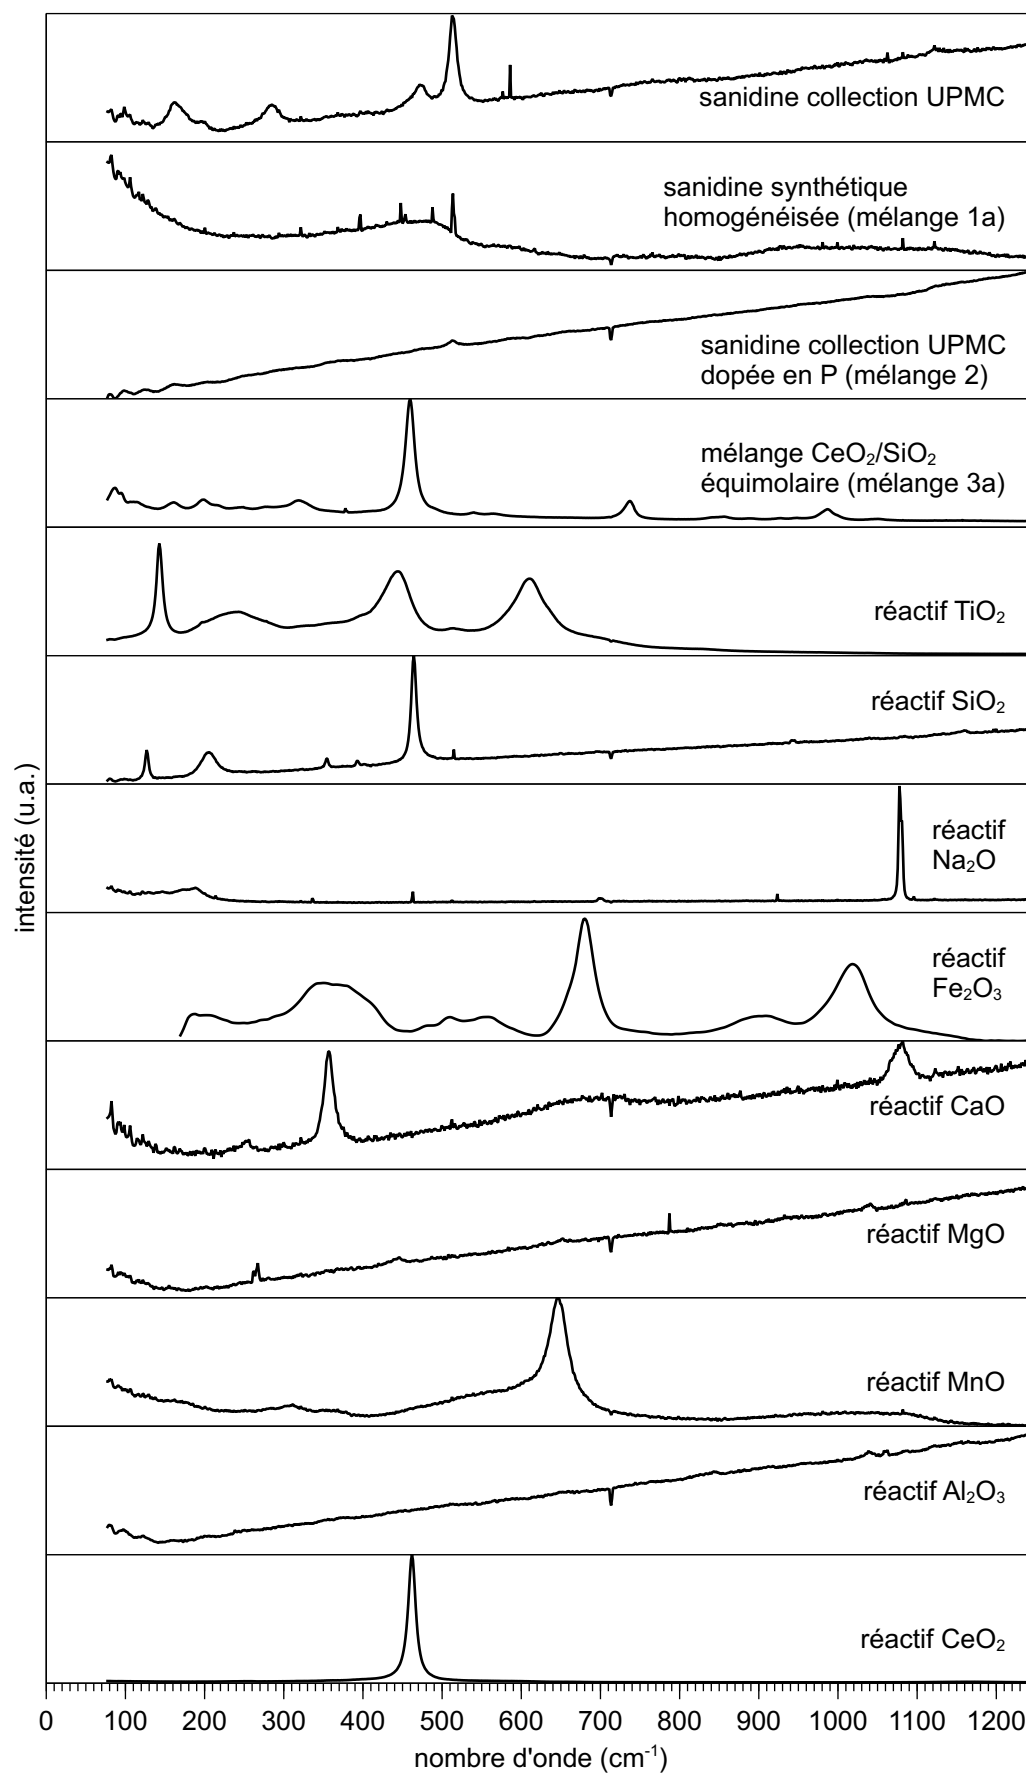 sanidine collection UPMC
sanidine synthétique
homogénéisée (mélange 1a)
sanidine collection UPMC
dopée en P (mélange 2)
mélange CeO₂/SiO₂
équimolaire (mélange 3a)
réactif TiO₂
réactif SiO₂
réactif
Na₂O
réactif
Fe₂O₃
réactif CaO
réactif MgO
réactif MnO
réactif Al₂O₃
réactif CeO₂
intensité (u.a.)
0 100 200 300 400 500 600 700 800 900 1000 1100 1200
nombre d'onde (cm⁻¹)